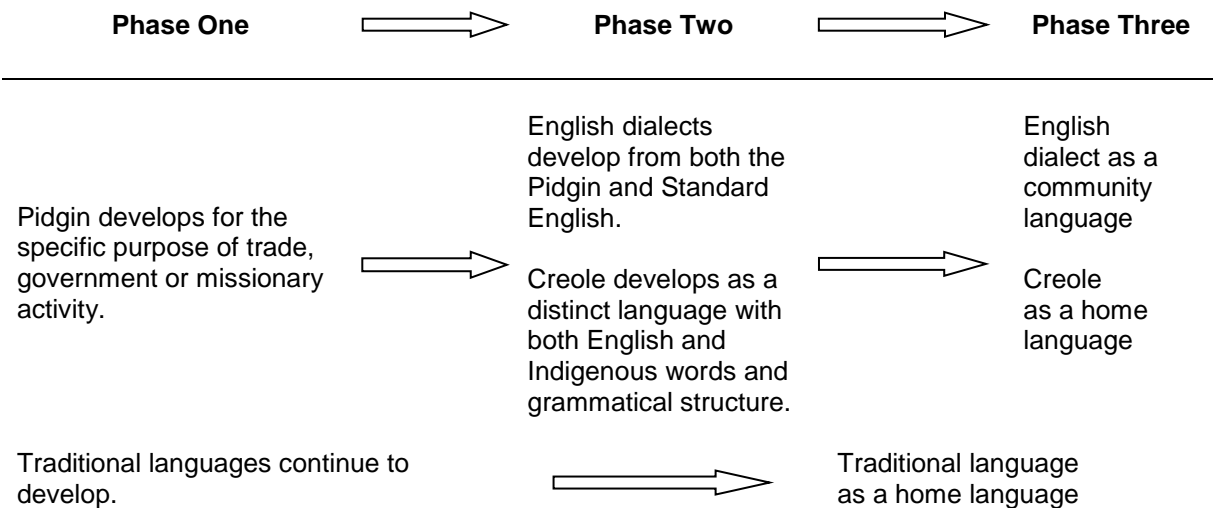 Phase One
Phase Two
Phase Three
Pidgin develops for the
specific purpose of trade,
government or missionary
activity.
English dialects
develop from both the
Pidgin and Standard
English.
Creole develops as a
distinct language with
both English and
Indigenous words and
grammatical structure.
English
dialect as a
community
language
Creole
as a home
language
Traditional languages continue to
develop.
Traditional language
as a home language